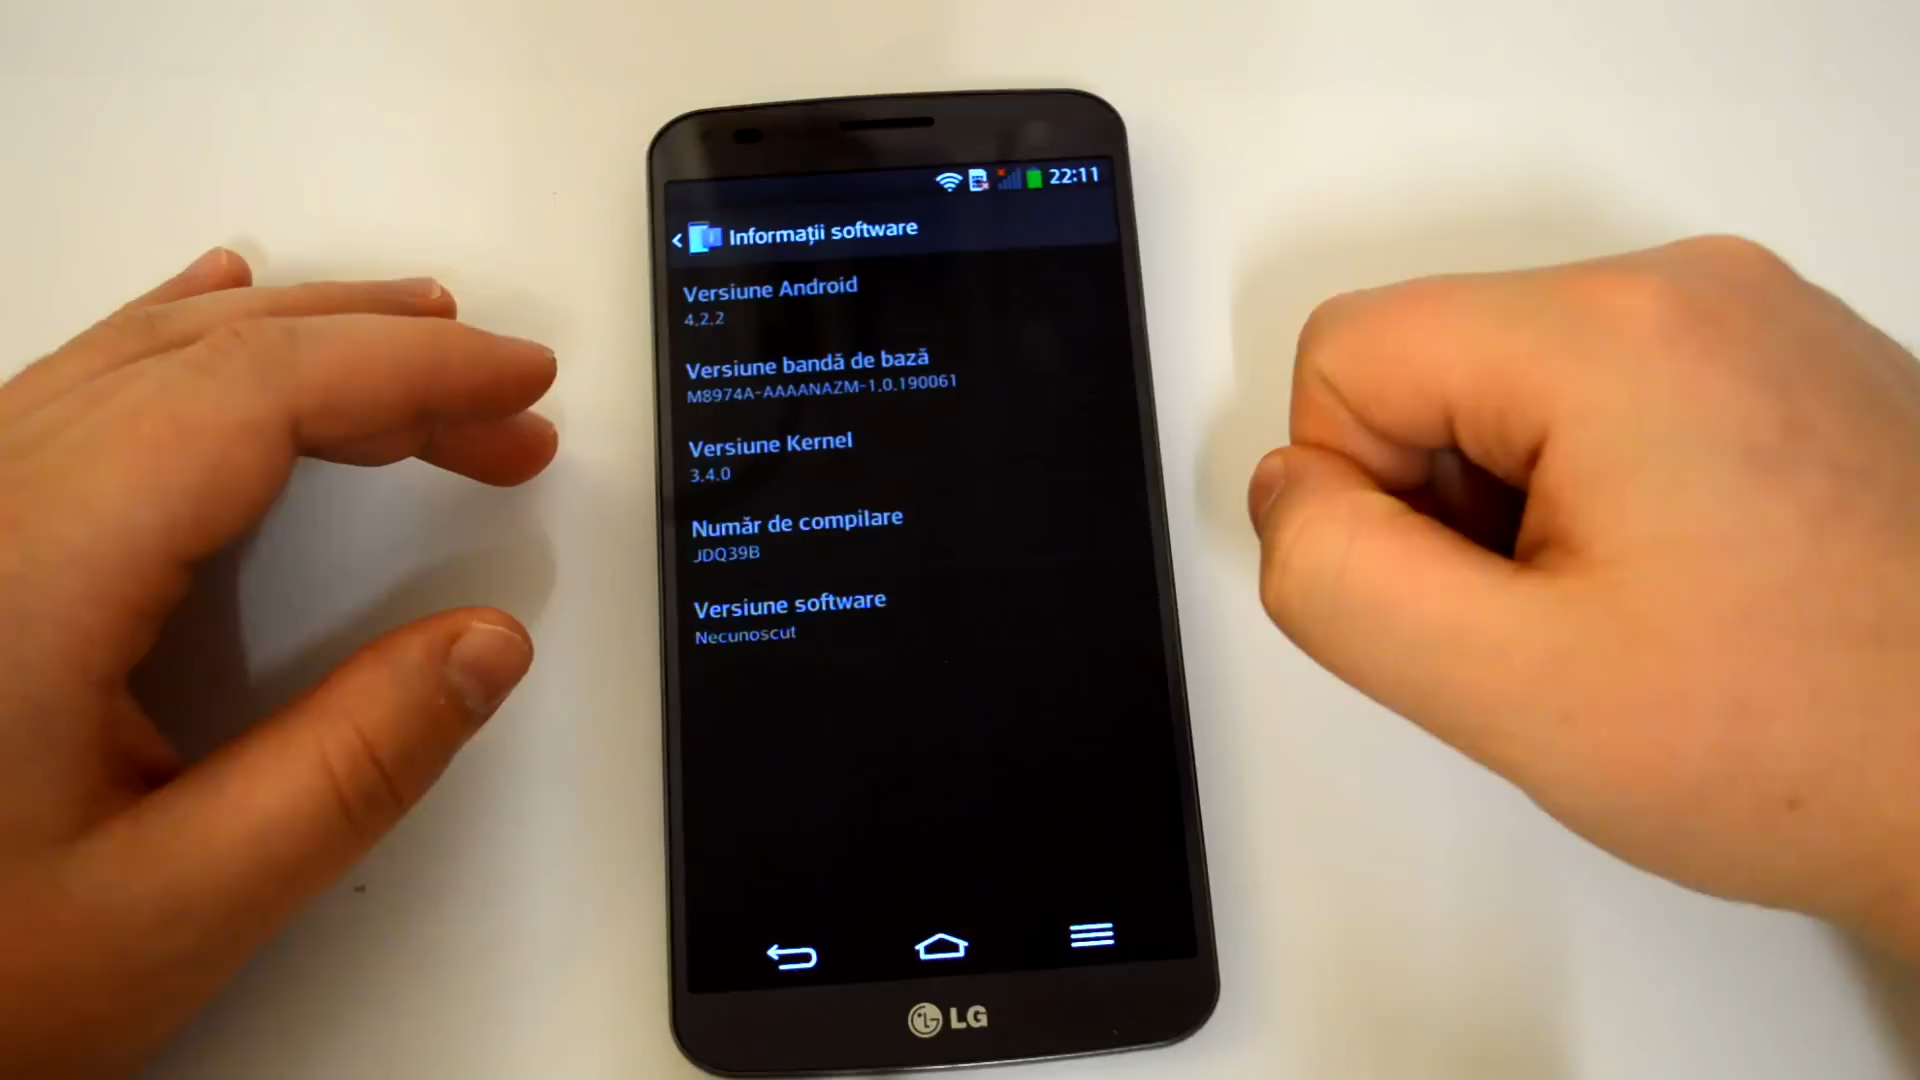 22:11
Informații software
Versiune Android
4.2.2
Versiune bandă de bază
M8974A-AAAANAZM-1.0.190061
Versiune Kernel
3.4.0
Număr de compilare
JDQ39B
Versiune software
Necunoscut
LG